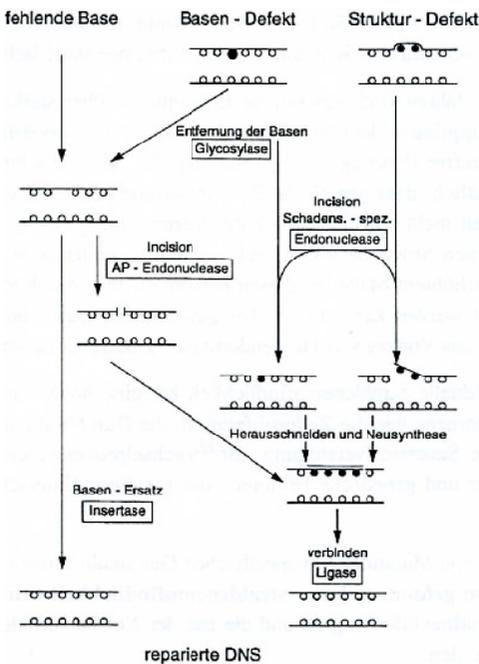 fehlende Base
Basen - Defekt
Struktur - Defekt
Entfernung der Basen
Glycosylase
Incision
Schadens. - spez.
Endonuclease
Incision
AP - Endonuclease
Herausschneiden und Neusynthese
Basen - Ersatz
Insertase
verbinden
Ligase
reparierte DNS